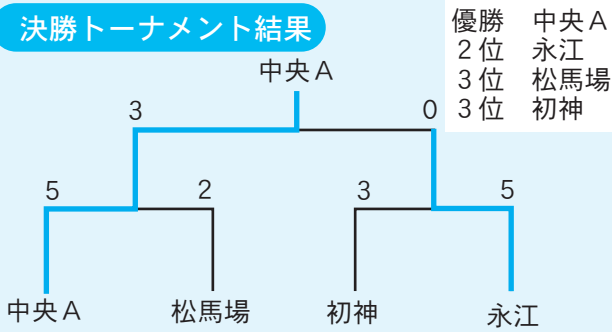 決勝トーナメント結果
優勝 中央A
2位 永江
3位 松馬場
3位 初神
中央A
3 0
5 2 3 5
中央A 松馬場 初神 永江